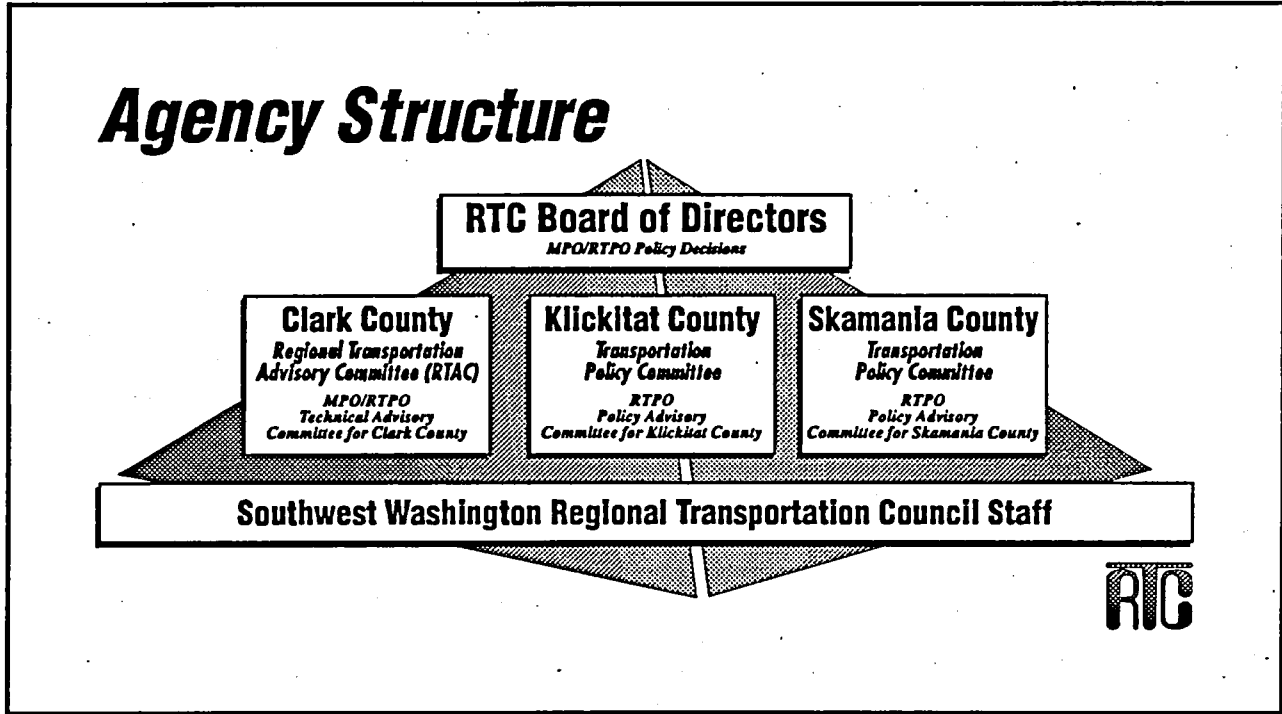 Agency Structure
RTC Board of Directors
MPO/RTPO Policy Decisions
Clark County
Regional Transportation
Advisory Committee (RTAC)
MPO/RTPO
Technical Advisory
Committee for Clark County
Klickitat County
Transportation
Policy Committee
RTPO
Policy Advisory
Committee for Klickitat County
Skamania County
Transportation
Policy Committee
RTPO
Policy Advisory
Committee for Skamania County
Southwest Washington Regional Transportation Council Staff
RTC